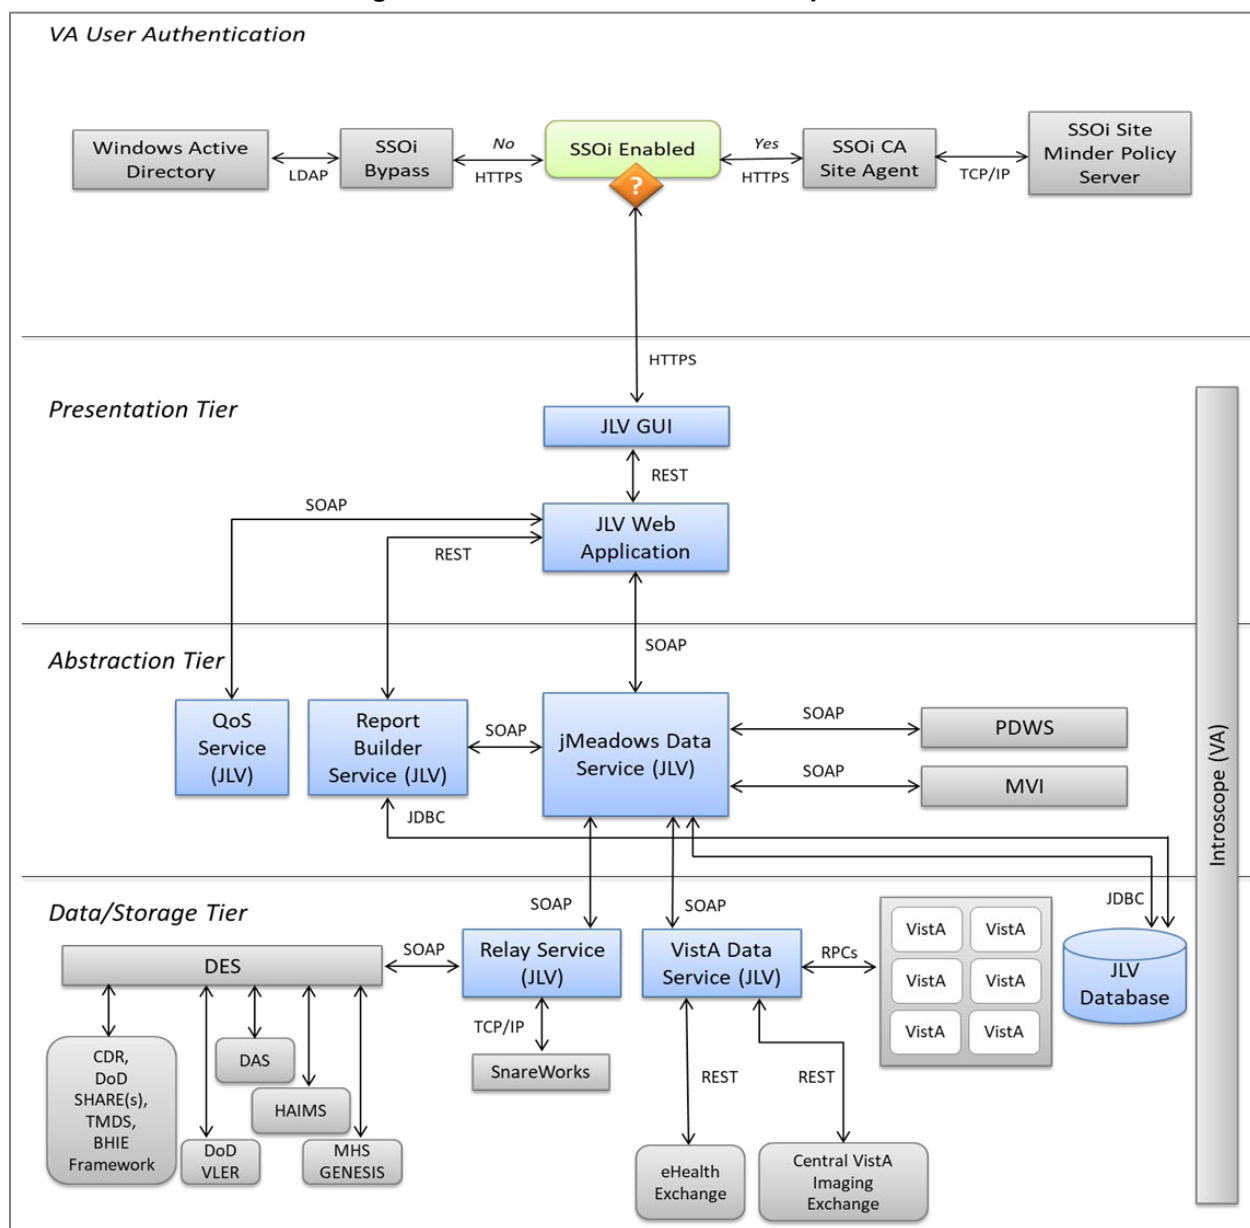 VA User Authentication
Windows Active
Directory
LDAP
SSOi
Bypass
No
HTTPS
SSOi Enabled
?
Yes
HTTPS
SSOi CA
Site Agent
TCP/IP
SSOi Site
Minder Policy
Server
HTTPS
Presentation Tier
JLV GUI
REST
SOAP
JLV Web
Application
REST
SOAP
Abstraction Tier
QoS
Service
(JLV)
Report
Builder
Service (JLV)
SOAP
jMeadows Data
Service (JLV)
SOAP
PDWS
SOAP
MVI
JDBC
Introscope (VA)
Data/Storage Tier
SOAP
SOAP
JDBC
DES
SOAP
Relay Service
(JLV)
VistA Data
Service (JLV)
RPCs
VistA
VistA
VistA
VistA
VistA
VistA
JLV
Database
TCP/IP
SnareWorks
CDR,
DoD
SHARE(s),
TMDS,
BHIE
Framework
DAS
HAIMS
DoD
VLER
MHS
GENESIS
REST
REST
eHealth
Exchange
Central VistA
Imaging
Exchange